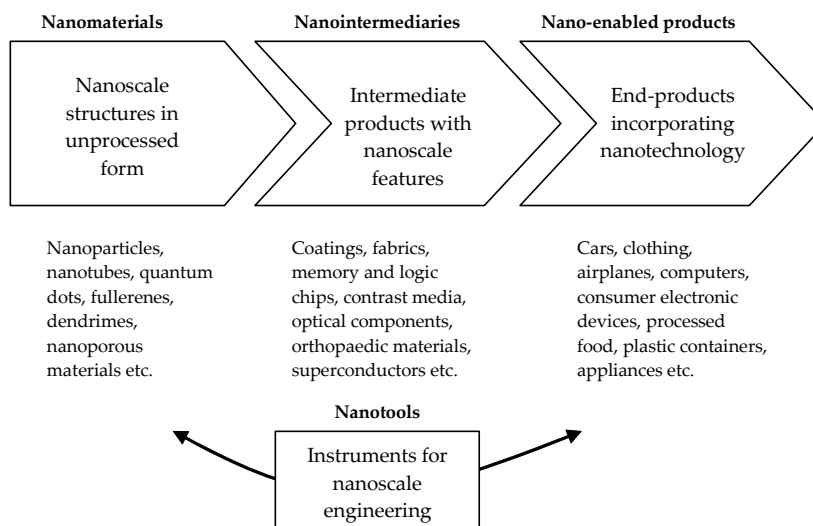 Nanomaterials
Nanoscale
structures in
unprocessed
form
Nanoparticles,
nanotubes, quantum
dots, fullerenes,
dendrimes,
nanoporous
materials etc.
Nanointermediaries
Intermediate
products with
nanoscale
features
Coatings, fabrics,
memory and logic
chips, contrast media,
optical components,
orthopaedic materials,
superconductors etc.
Nano-enabled products
End-products
incorporating
nanotechnology
Cars, clothing,
airplanes, computers,
consumer electronic
devices, processed
food, plastic containers,
appliances etc.
Nanotools
Instruments for
nanoscale
engineering